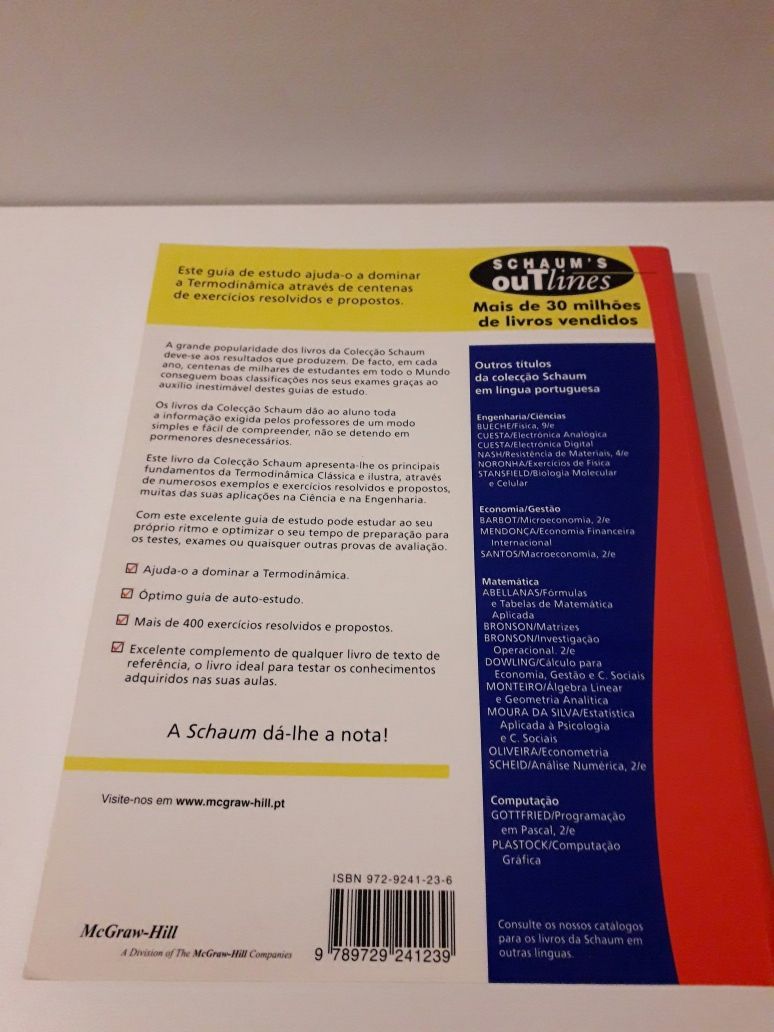 Este guia de estudo ajuda-o a dominar
a Termodinâmica através de centenas
de exercícios resolvidos e propostos.
SCHAUM'S
ouTlines
Mais de 30 milhões
de livros vendidos
A grande popularidade dos livros da Colecção Schaum
deve-se aos resultados que produzem. De facto, em cada
ano, centenas de milhares de estudantes em todo o Mundo
conseguem boas classificações nos seus exames graças ao
auxílio inestimável destes guias de estudo.
Os livros da Colecção Schaum dão ao aluno toda
a informação exigida pelos professores de um modo
simples e fácil de compreender, não se detendo em
pormenores desnecessários.
Este livro da Colecção Schaum apresenta-lhe os principais
fundamentos da Termodinâmica Clássica e ilustra, através
de numerosos exemplos e exercícios resolvidos e propostos,
muitas das suas aplicações na Ciência e na Engenharia.
Com este excelente guia de estudo pode estudar ao seu
próprio ritmo e optimizar o seu tempo de preparação para
os testes, exames ou quaisquer outras provas de avaliação.
Ajuda-o a dominar a Termodinâmica.
Óptimo guia de auto-estudo.
Mais de 400 exercícios resolvidos e propostos.
Excelente complemento de qualquer livro de texto de
referência, o livro ideal para testar os conhecimentos
adquiridos nas suas aulas.
A Schaum dá-lhe a nota!
Visite-nos em www.mcgraw-hill.pt
McGraw-Hill
A Division of The McGraw-Hill Companies
ISBN 972-9241-23-6
9 789729 241239
Outros títulos
da colecção Schaum
em língua portuguesa
Engenharia/Ciências
BUECHE/Física, 9/e
CUESTA/Electrónica Analógica
CUESTA/Electrónica Digital
NASH/Resistência de Materiais, 4/e
NORONHA/Exercícios de Física
STANSFIELD/Biologia Molecular
e Celular
Economia/Gestão
BARBOT/Microeconomia, 2/e
MENDONÇA/Economia Financeira
Internacional
SANTOS/Macroeconomia, 2/e
Matemática
ABELLANAS/Fórmulas
e Tabelas de Matemática
Aplicada
BRONSON/Matrizes
BRONSON/Investigação
Operacional. 2/e
DOWLING/Cálculo para
Economia, Gestão e C. Sociais
MONTEIRO/Álgebra Linear
e Geometria Analítica
MOURA DA SILVA/Estatística
Aplicada à Psicologia
e C. Sociais
OLIVEIRA/Econometria
SCHEID/Análise Numérica, 2/e
Computação
GOTTFRIED/Programação
em Pascal, 2/e
PLASTOCK/Computação
Gráfica
Consulte os nossos catálogos
para os livros da Schaum em
outras línguas.